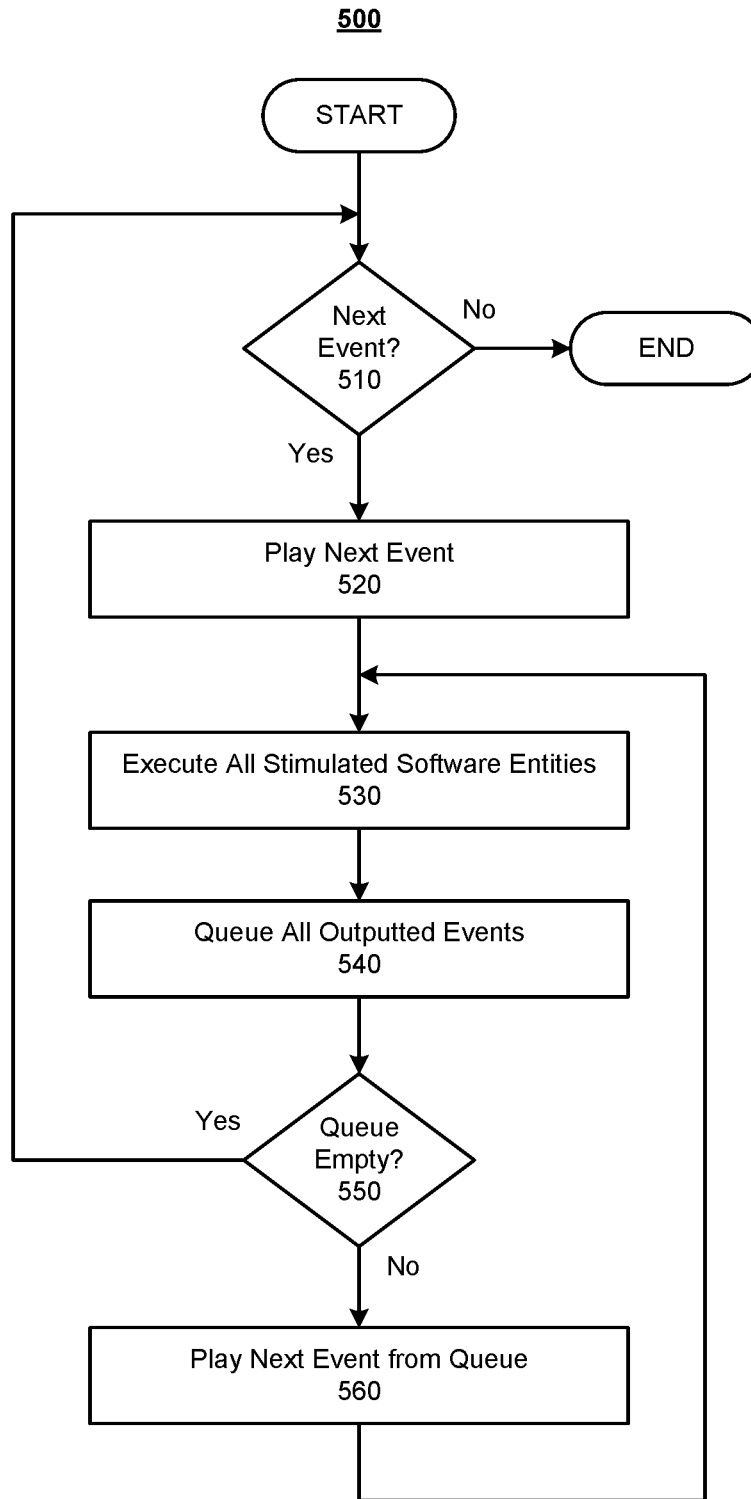 500
START
Next
Event?
510
No
END
Yes
Play Next Event
520
Execute All Stimulated Software Entities
530
Queue All Outputted Events
540
Yes
Queue
Empty?
550
No
Play Next Event from Queue
560